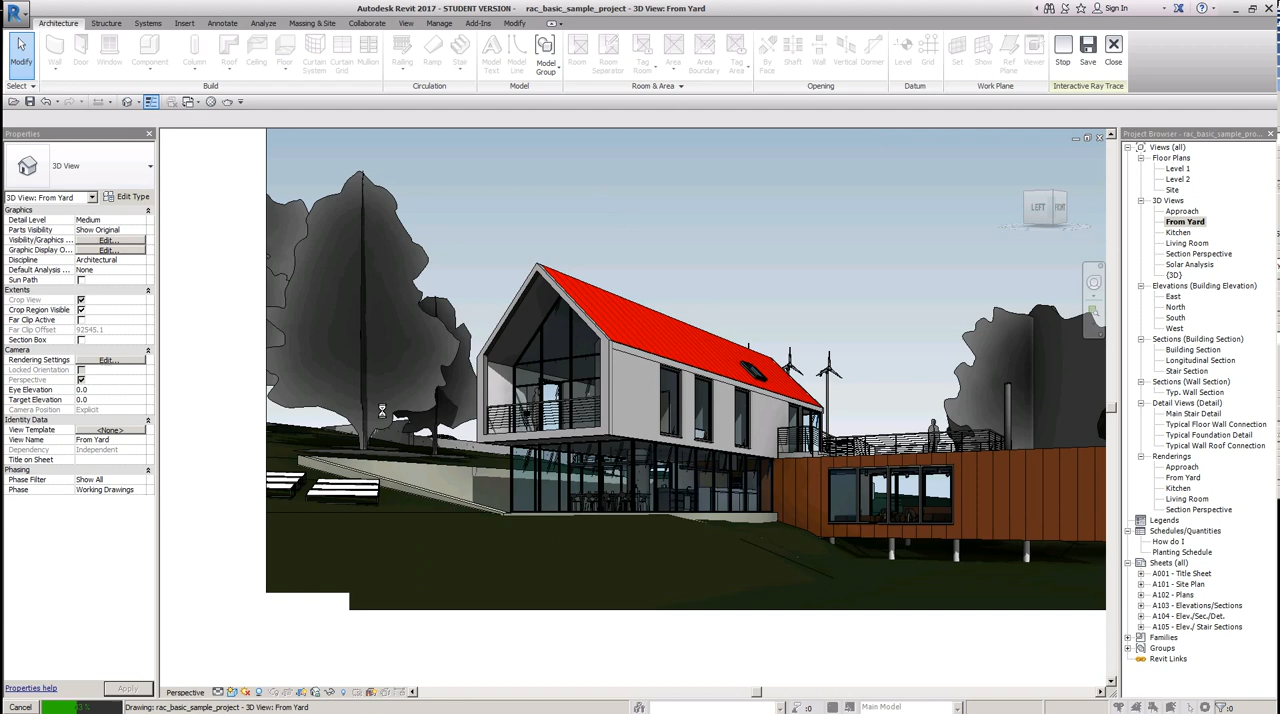 Autodesk Revit 2017 - STUDENT VERSION - rac_basic_sample_project - 3D View: From Yard
Sign In
Architecture Structure Systems Insert Annotate Analyze Massing & Site Collaborate View Manage Add-Ins Modify
Modify Wall Door Window Component Column Roof Ceiling Floor Curtain System Curtain Grid Mullion Railing Ramp Stair Model Text Model Line Model Group Room Room Separator Tag Room Area Area Boundary Tag Area By Face Shaft Wall Vertical Dormer Level Grid Set Show Ref Plane Viewer Stop Save Close
Select Build Circulation Model Room & Area Opening Datum Work Plane Interactive Ray Trace
Properties
3D View
3D View: From Yard Edit Type
Graphics
Detail Level Medium
Parts Visibility Show Original
Visibility/Graphics ... Edit...
Graphic Display O... Edit...
Discipline Architectural
Default Analysis ... None
Sun Path
Extents
Crop View
Crop Region Visible
Far Clip Active
Far Clip Offset 92545.1
Section Box
Camera
Rendering Settings Edit...
Locked Orientation
Perspective
Eye Elevation 0.0
Target Elevation 0.0
Camera Position Explicit
Identity Data
View Template <None>
View Name From Yard
Dependency Independent
Title on Sheet
Phasing
Phase Filter Show All
Phase Working Drawings
Properties help Apply
LEFT FRONT
Project Browser - rac_basic_sample_pro...
Views (all)
Floor Plans
Level 1
Level 2
Site
3D Views
Approach
From Yard
Kitchen
Living Room
Section Perspective
Solar Analysis
{3D}
Elevations (Building Elevation)
East
North
South
West
Sections (Building Section)
Building Section
Longitudinal Section
Stair Section
Sections (Wall Section)
Typ. Wall Section
Detail Views (Detail)
Main Stair Detail
Typical Floor Wall Connection
Typical Foundation Detail
Typical Wall Roof Connection
Renderings
Approach
From Yard
Kitchen
Living Room
Section Perspective
Legends
Schedules/Quantities
How do I
Planting Schedule
Sheets (all)
A001 - Title Sheet
A101 - Site Plan
A102 - Plans
A103 - Elevations/Sections
A104 - Elev./Sec./Det.
A105 - Elev./ Stair Sections
Families
Groups
Revit Links
Perspective
Cancel 33 % Drawing: rac_basic_sample_project - 3D View: From Yard :0 Main Model :0